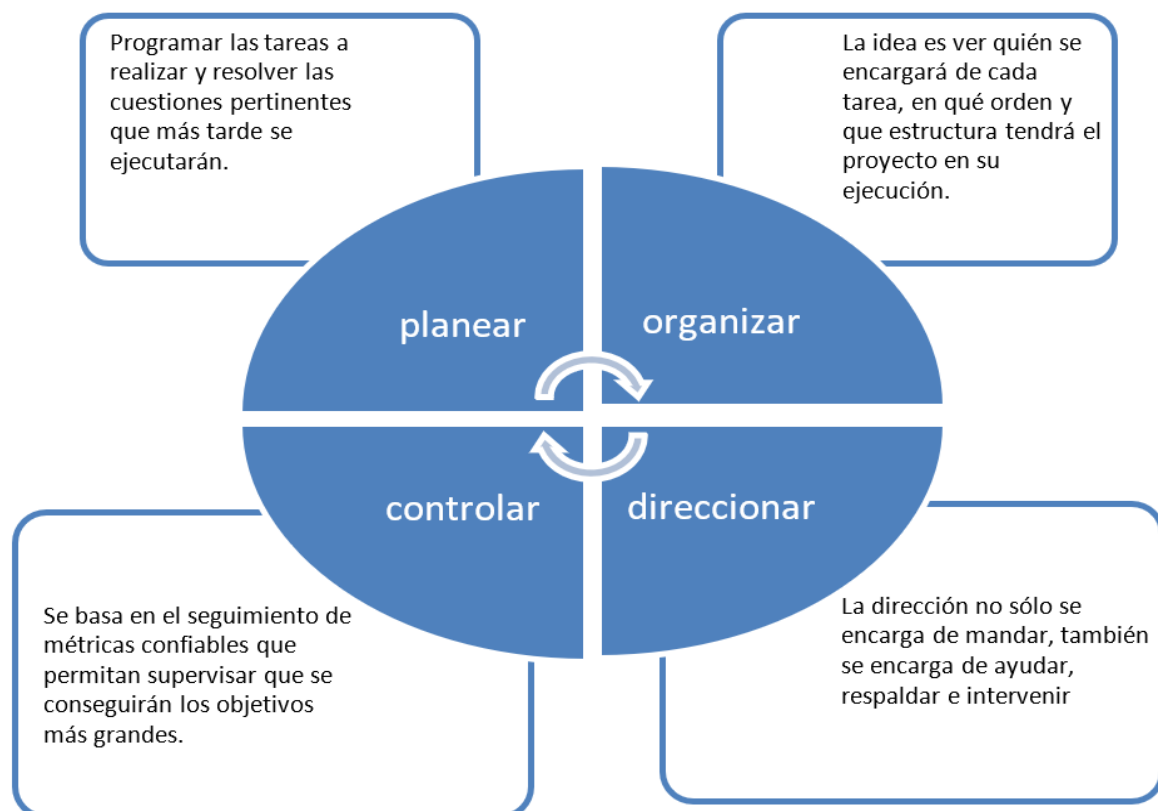 Programar las tareas a
realizar y resolver las
cuestiones pertinentes
que más tarde se
ejecutarán.
La idea es ver quién se
encargará de cada
tarea, en qué orden y
que estructura tendrá el
proyecto en su
ejecución.
planear
organizar
controlar
direccionar
Se basa en el seguimiento de
métricas confiables que
permitan supervisar que se
conseguirán los objetivos
más grandes.
La dirección no sólo se
encarga de mandar, también
se encarga de ayudar,
respaldar e intervenir